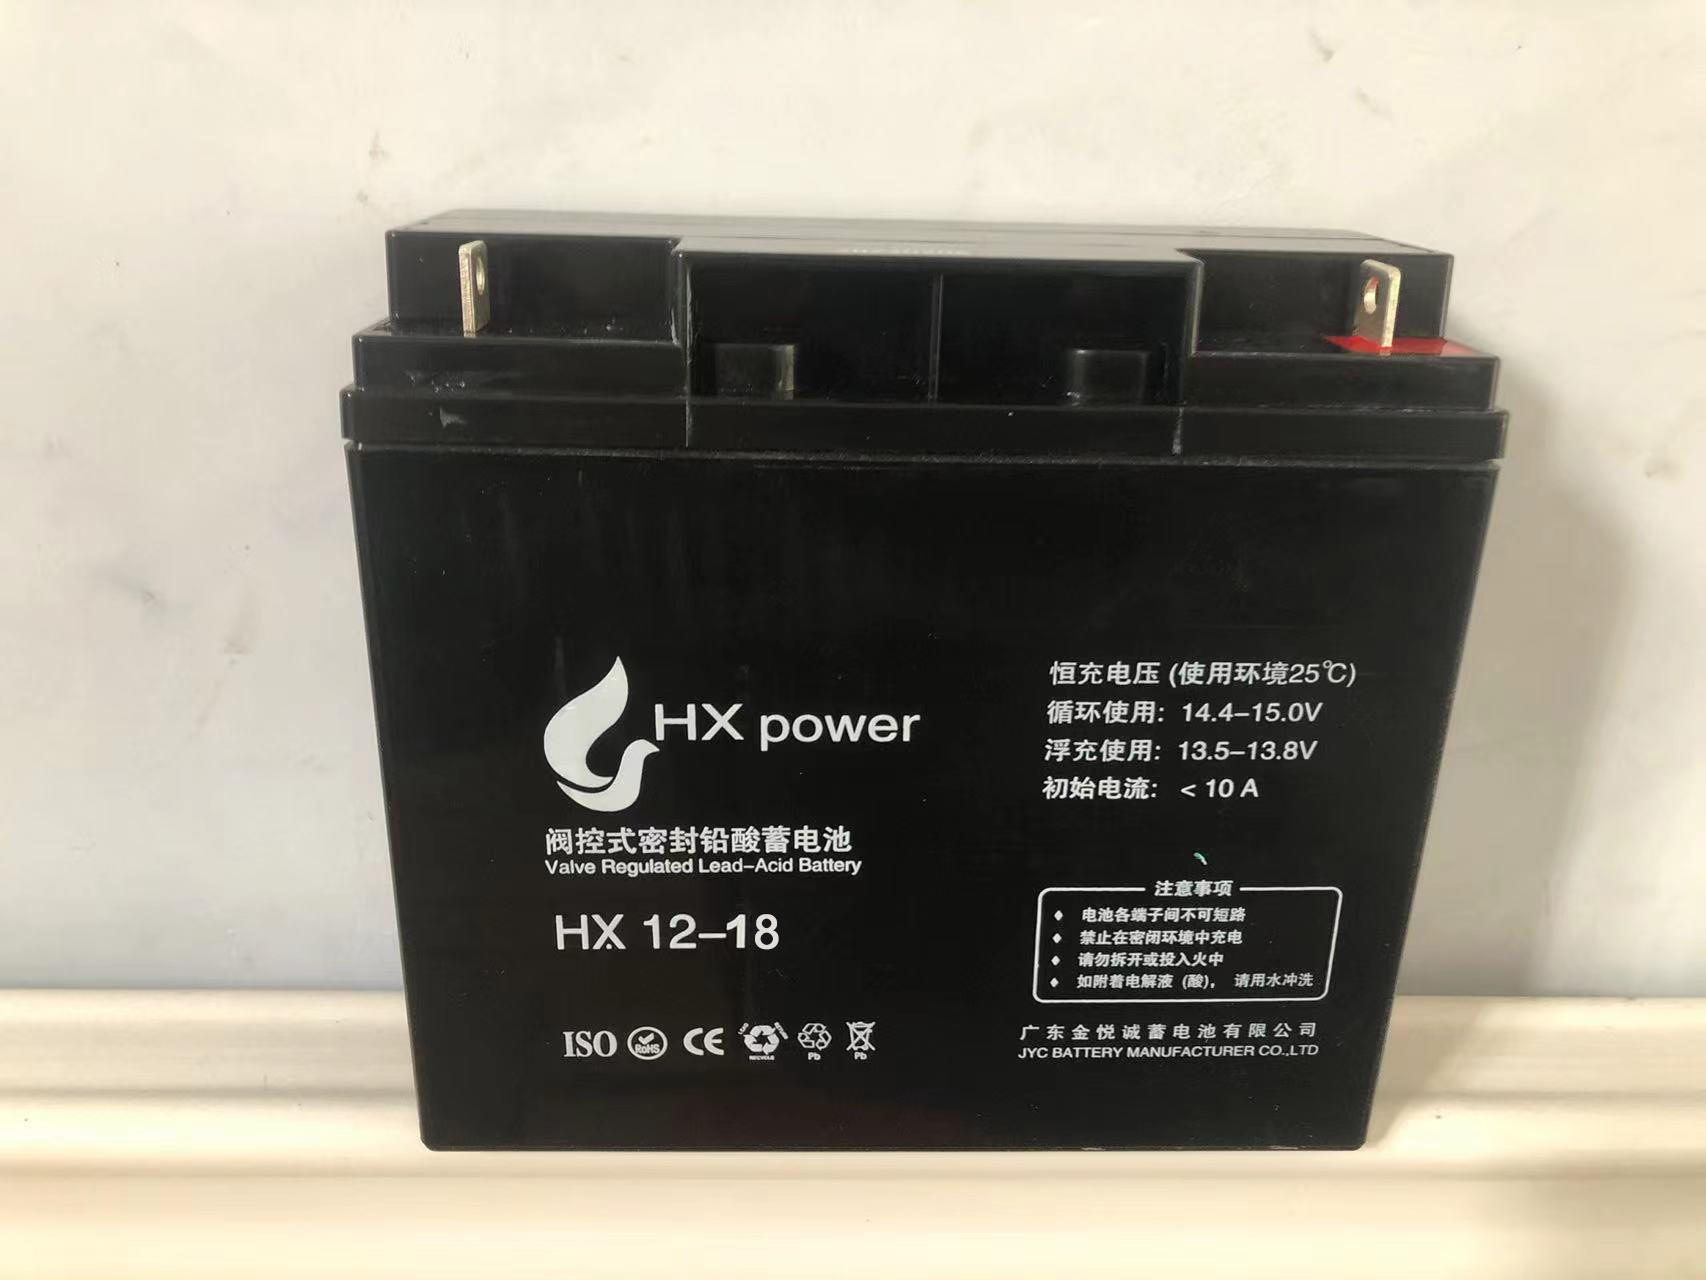 HX power
阀控式密封铅酸蓄电池
Valve Regulated Lead-Acid Battery
HX 12-18
ISO RoHS CE RECYCLE Pb Pb
恒充电压 (使用环境25℃)
循环使用: 14.4-15.0V
浮充使用: 13.5-13.8V
初始电流: < 10 A
注意事项
♦ 电池各端子间不可短路
♦ 禁止在密闭环境中充电
♦ 请勿拆开或投入火中
♦ 如附着电解液 (酸), 请用水冲洗
广东金悦诚蓄电池有限公司
JYC BATTERY MANUFACTURER CO.,LTD